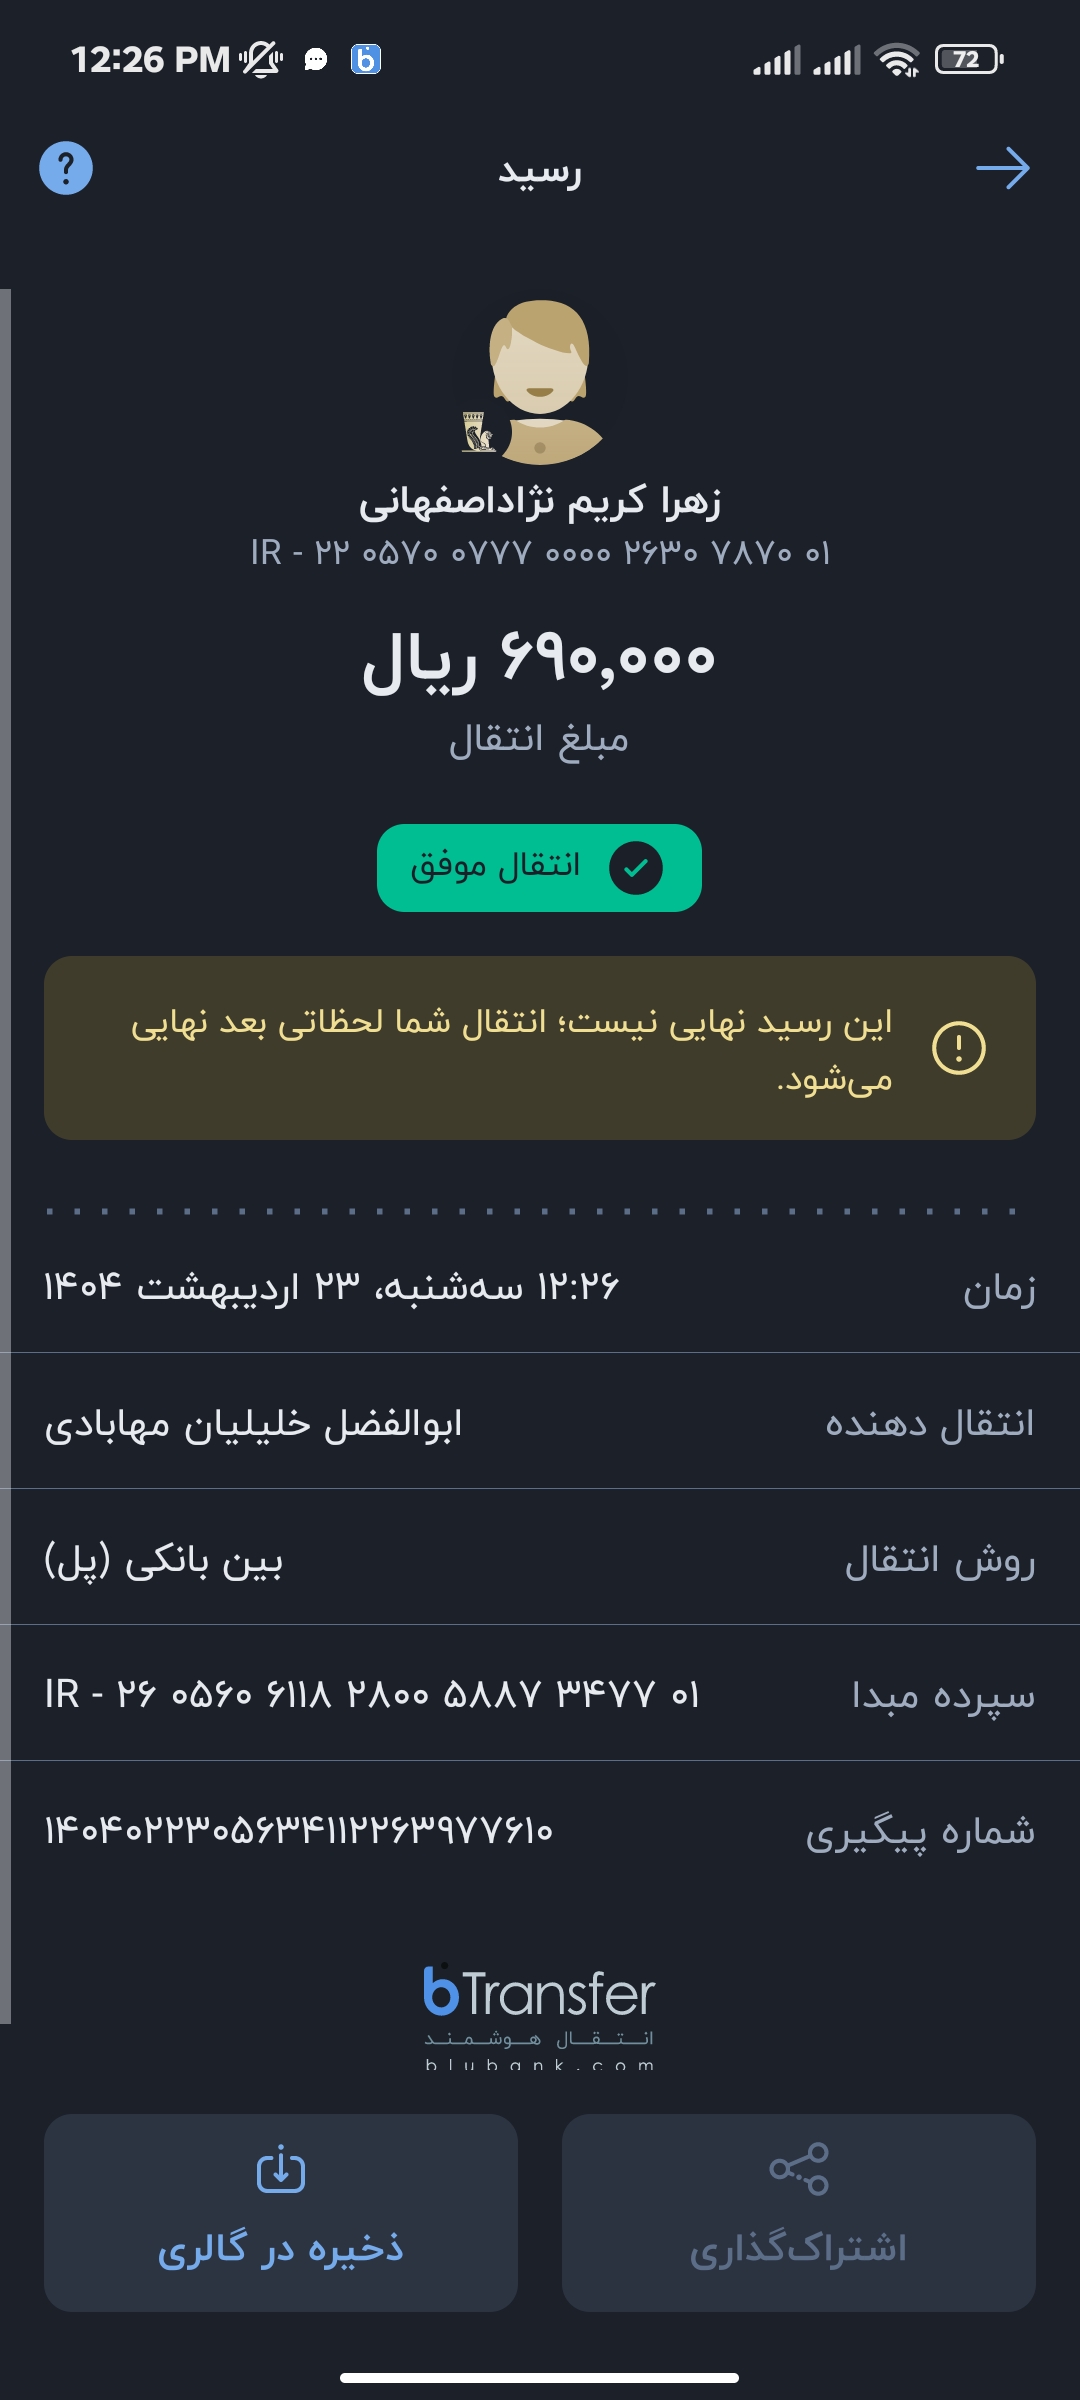 12:26 PM
72
رسید
زهرا کریم نژاداصفهانی
IR - ۲۲ ۰۵۷۰ ۰۷۷۷ ۰۰۰۰ ۲۶۳۰ ۷۸۷۰ ۰۱
۶۹۰,۰۰۰ ریال
مبلغ انتقال
انتقال موفق
این رسید نهایی نیست؛ انتقال شما لحظاتی بعد نهایی
می‌شود.
زمان
۱۲:۲۶ سه‌شنبه، ۲۳ اردیبهشت ۱۴۰۴
انتقال دهنده
ابوالفضل خلیلیان مهابادی
روش انتقال
بین بانکی (پل)
سپرده مبدا
IR - ۲۶ ۰۵۶۰ ۶۱۱۸ ۲۸۰۰ ۵۸۸۷ ۳۴۷۷ ۰۱
شماره پیگیری
۱۴۰۴۰۲۲۳۰۵۶۳۴۱۱۲۲۶۳۹۷۷۶۱۰
bTransfer
انتقال هوشمند
blubank.com
اشتراک‌گذاری
ذخیره در گالری